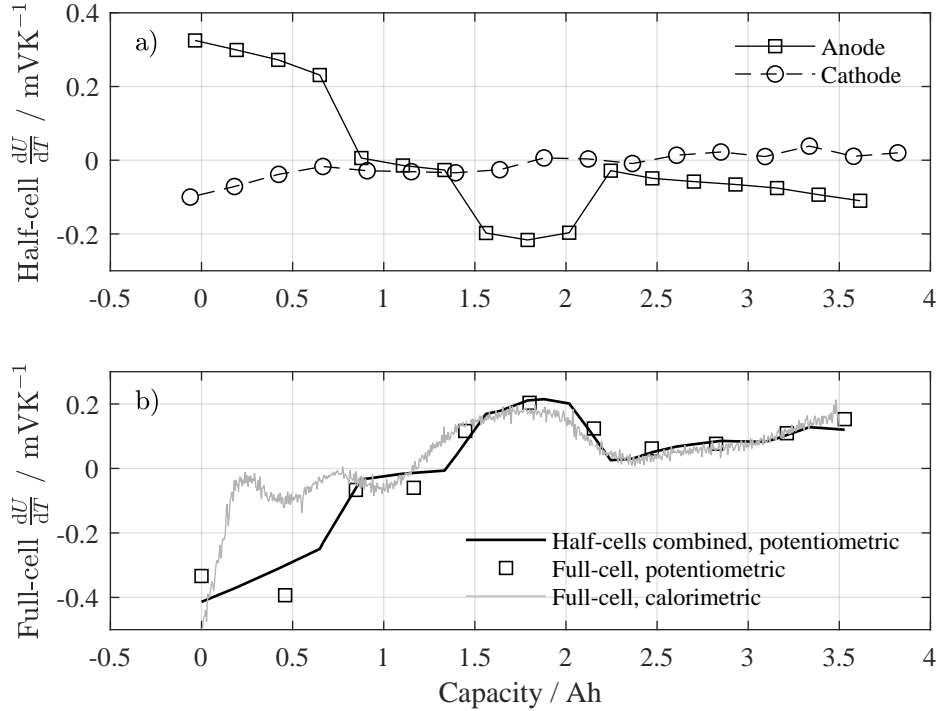 a)
Half-cell dU/dT / mVK⁻¹
0.4
0.2
0
-0.2
Anode
Cathode
-0.5 0 0.5 1 1.5 2 2.5 3 3.5 4
b)
Full-cell dU/dT / mVK⁻¹
0.2
0
-0.2
-0.4
Half-cells combined, potentiometric
Full-cell, potentiometric
Full-cell, calorimetric
-0.5 0 0.5 1 1.5 2 2.5 3 3.5 4
Capacity / Ah